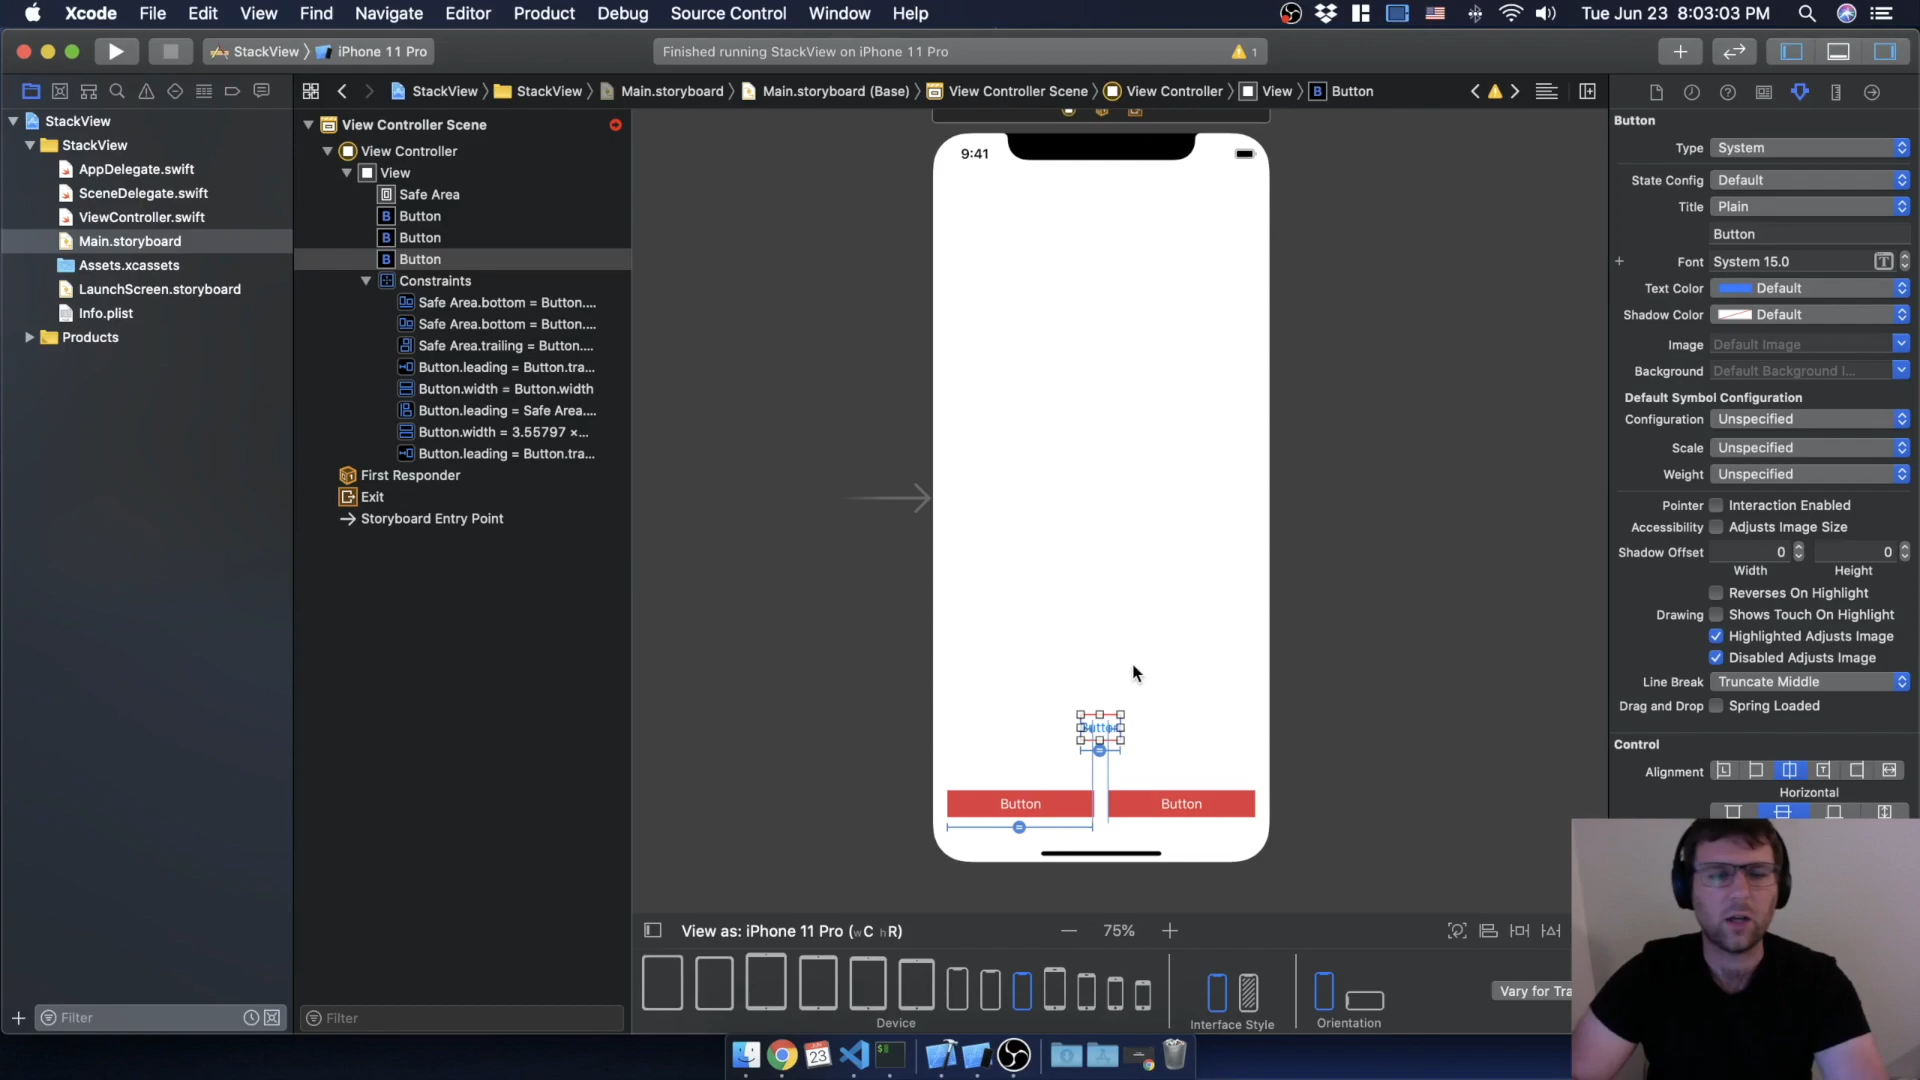 Xcode File Edit View Find Navigate Editor Product Debug Source Control Window Help Tue Jun 23 8:03:03 PM
StackView iPhone 11 Pro Finished running StackView on iPhone 11 Pro 1
StackView StackView Main.storyboard Main.storyboard (Base) View Controller Scene View Controller View B Button
StackView
StackView
AppDelegate.swift
SceneDelegate.swift
ViewController.swift
Main.storyboard
Assets.xcassets
LaunchScreen.storyboard
Info.plist
Products
Filter
View Controller Scene
View Controller
View
Safe Area
B Button
B Button
B Button
Constraints
Safe Area.bottom = Button....
Safe Area.bottom = Button....
Safe Area.trailing = Button....
Button.leading = Button.tra...
Button.width = Button.width
Button.leading = Safe Area....
Button.width = 3.55797 ×...
Button.leading = Button.tra...
First Responder
Exit
Storyboard Entry Point
Filter
9:41
Button
Button Button
View as: iPhone 11 Pro (wC hR) 75%
Device
Interface Style
Orientation
Vary for Tra
Button
Type System
State Config Default
Title Plain
Button
Font System 15.0 T
Text Color Default
Shadow Color Default
Image Default Image
Background Default Background I...
Default Symbol Configuration
Configuration Unspecified
Scale Unspecified
Weight Unspecified
Pointer Interaction Enabled
Accessibility Adjusts Image Size
Shadow Offset 0 0
Width Height
Reverses On Highlight
Drawing Shows Touch On Highlight
Highlighted Adjusts Image
Disabled Adjusts Image
Line Break Truncate Middle
Drag and Drop Spring Loaded
Control
Alignment
Horizontal
23